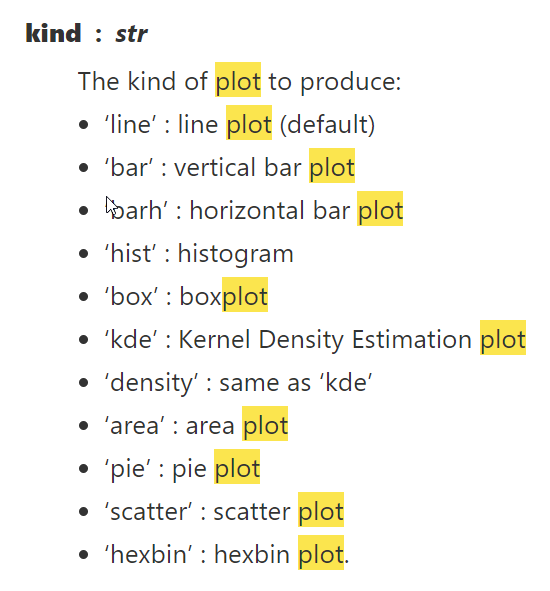 kind : str
The kind of plot to produce:
• ‘line’ : line plot (default)
• ‘bar’ : vertical bar plot
• ‘barh’ : horizontal bar plot
• ‘hist’ : histogram
• ‘box’ : boxplot
• ‘kde’ : Kernel Density Estimation plot
• ‘density’ : same as ‘kde’
• ‘area’ : area plot
• ‘pie’ : pie plot
• ‘scatter’ : scatter plot
• ‘hexbin’ : hexbin plot.